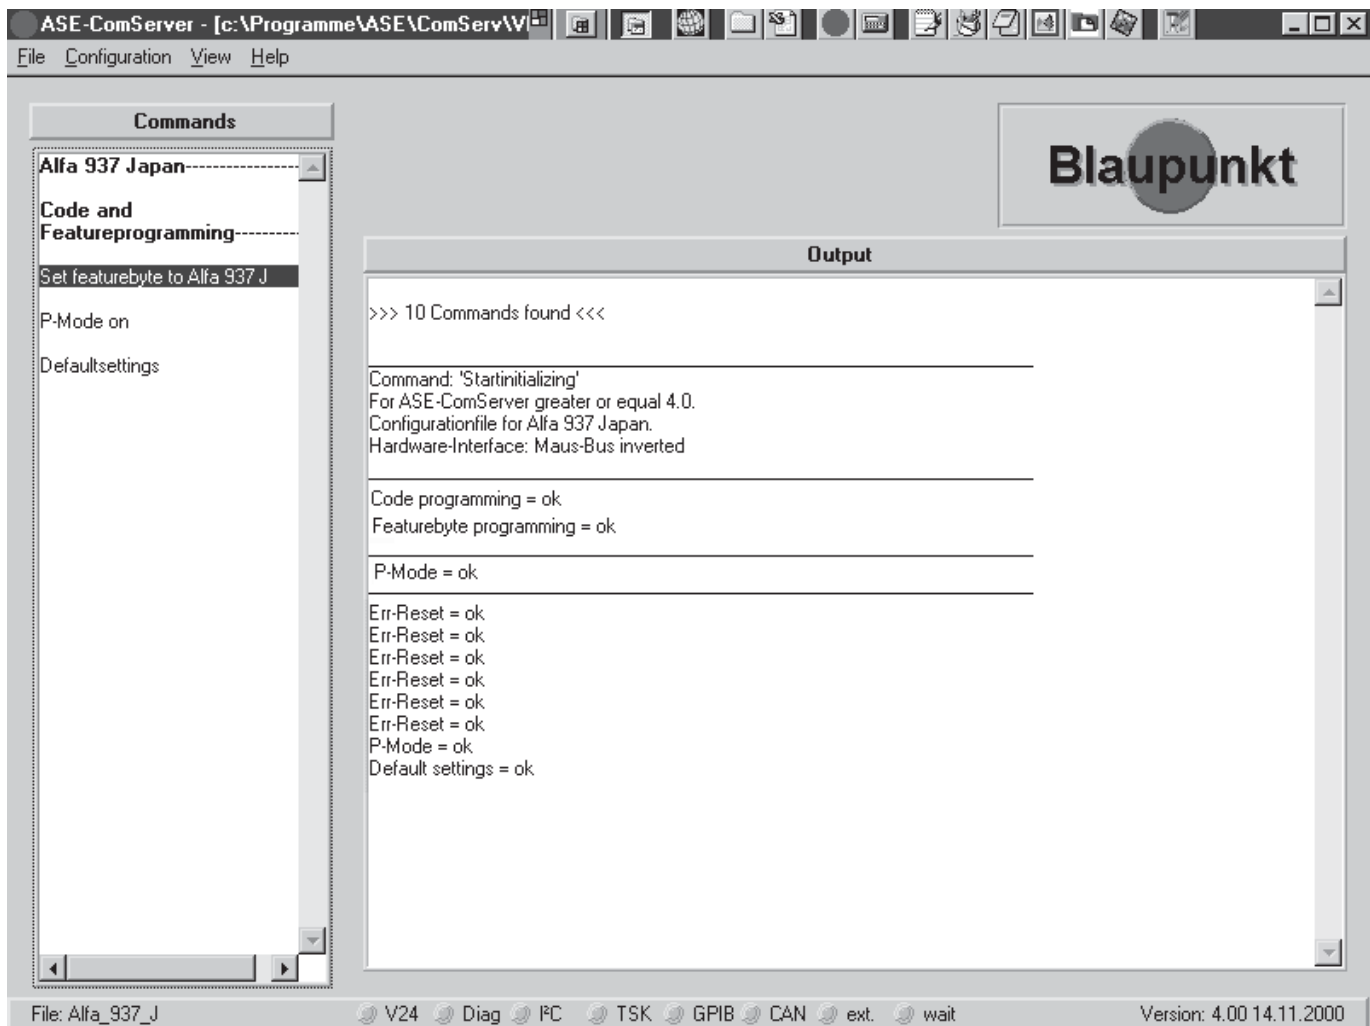 ASE-ComServer - [c:\Programme\ASE\ComServ\V
File Configuration View Help
Commands
Alfa 937 Japan----------------
Code and
Featureprogramming---------
Set featurebyte to Alfa 937 J
P-Mode on
Defaultsettings
Blaupunkt
Output
>>> 10 Commands found <<<
Command: 'Startinitializing'
For ASE-ComServer greater or equal 4.0.
Configurationfile for Alfa 937 Japan.
Hardware-Interface: Maus-Bus inverted
Code programming = ok
Featurebyte programming = ok
P-Mode = ok
Err-Reset = ok
Err-Reset = ok
Err-Reset = ok
Err-Reset = ok
Err-Reset = ok
Err-Reset = ok
P-Mode = ok
Default settings = ok
File: Alfa_937_J V24 Diag I²C TSK GPIB CAN ext. wait Version: 4.00 14.11.2000